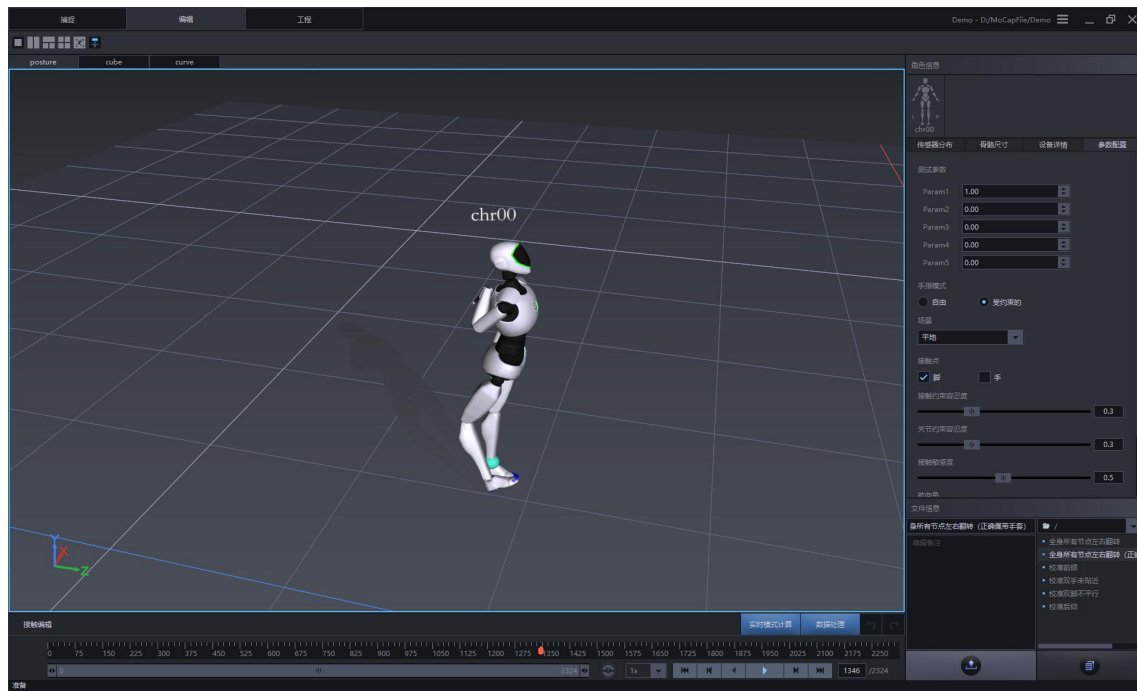 捕捉 编辑 工程 Demo - D:/MoCapFile/Demo
posture cube curve
角色信息
L R
chr00
传感器分布 骨骼尺寸 设备详情 参数配置
测试参数
Param1 1.00
Param2 0.00
Param3 0.00
Param4 0.00
Param5 0.00
手指模式
自由 受约束的
场景
平地
接触点
脚 手
接触约束容忍度
0.3
关节约束容忍度
0.3
接触敏感度
0.5
chr00
Y
X
Z
文件信息
身所有节点左右翻转（正确佩带手套） /
编辑备注
全身所有节点左右翻转
全身所有节点左右翻转（正
校准前倾
校准双手未贴近
校准双脚不平行
校准后仰
接触编辑 实时模式计算 数据处理
0 75 150 225 300 375 450 525 600 675 750 825 900 975 1050 1125 1200 1275 1350 1425 1500 1575 1650 1725 1800 1875 1950 2025 2100 2175 2250
0 2324 1x 1346 /2324
准备